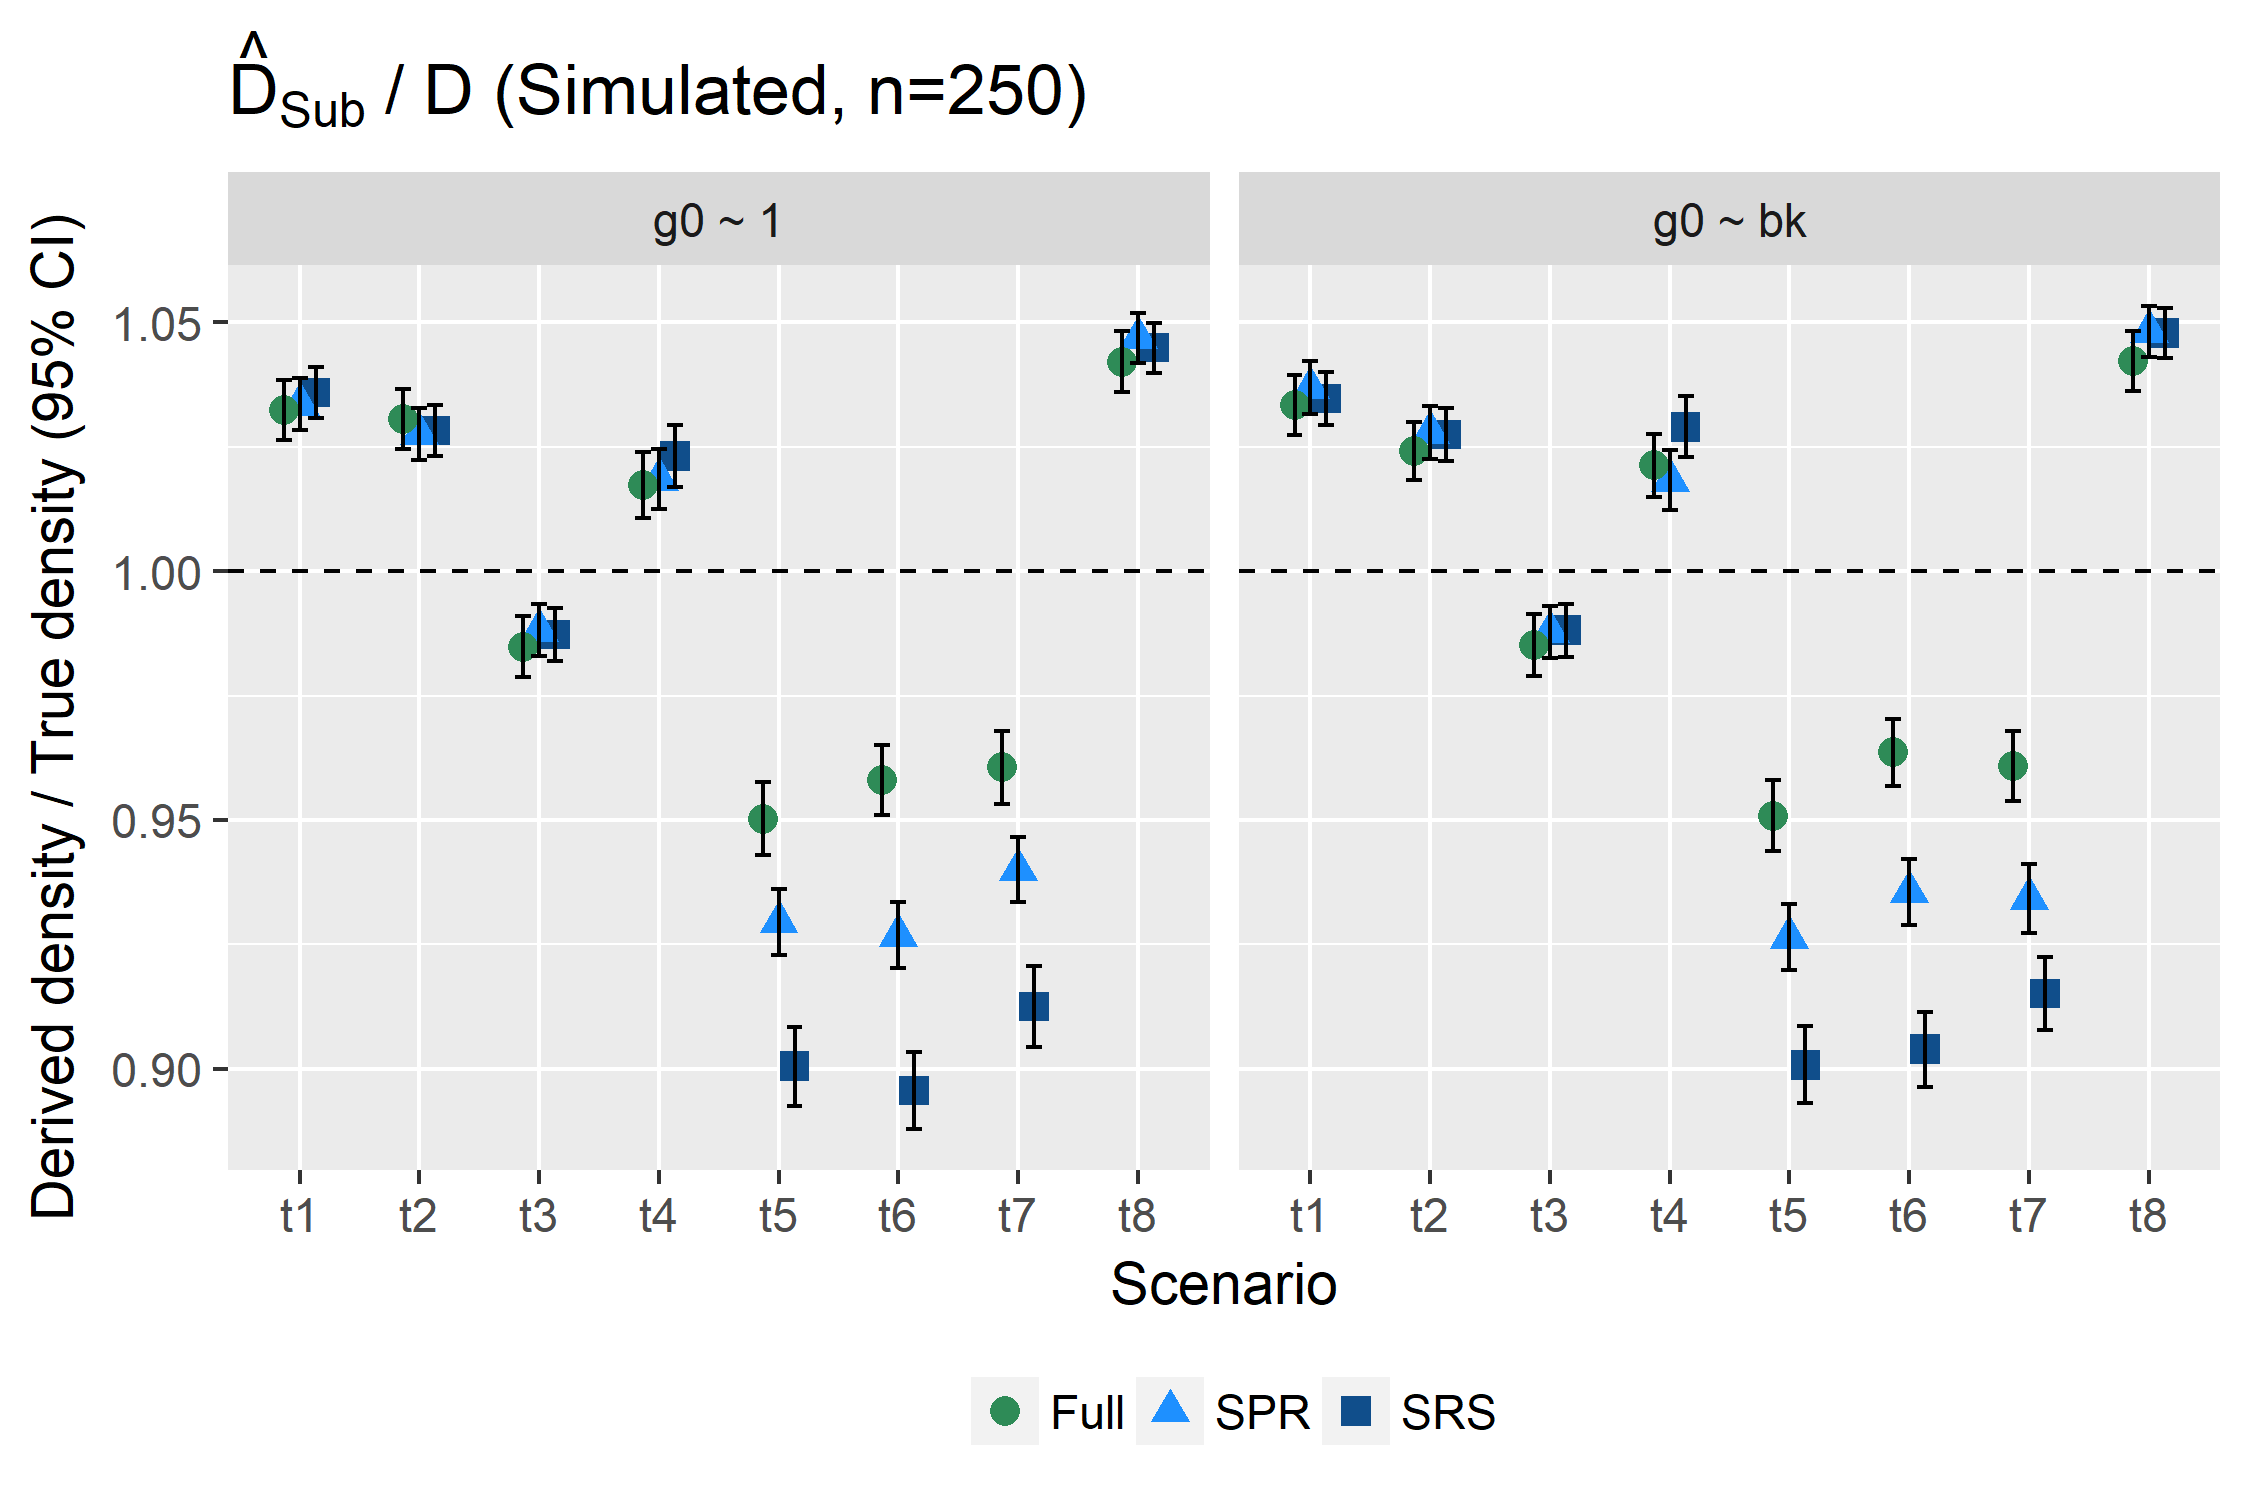 D̂Sub / D (Simulated, n=250)
g0 ~ 1
g0 ~ bk
Derived density / True density (95% CI)
1.05
1.00
0.95
0.90
t1 t2 t3 t4 t5 t6 t7 t8
t1 t2 t3 t4 t5 t6 t7 t8
Scenario
Full SPR SRS